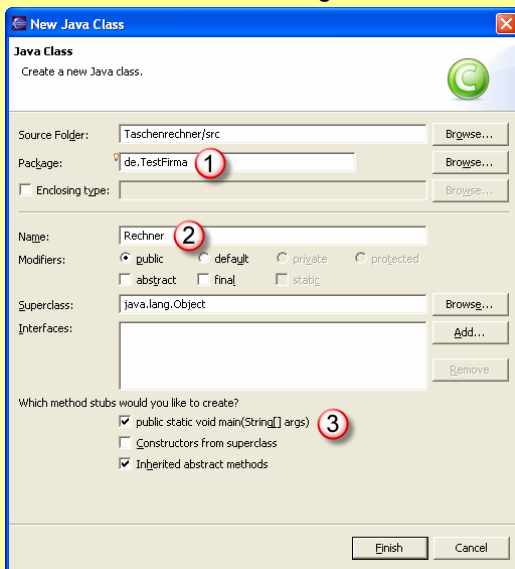 New Java Class
Java Class
Create a new Java class.
C
Source Folder: Taschenrechner/src Browse...
Package: de.TestFirma 1 Browse...
Enclosing type: Browse...
Name: Rechner 2
Modifiers: public default private protected
abstract final static
Superclass: java.lang.Object Browse...
Interfaces: Add...
Remove
Which method stubs would you like to create?
public static void main(String[] args) 3
Constructors from superclass
Inherited abstract methods
Finish Cancel